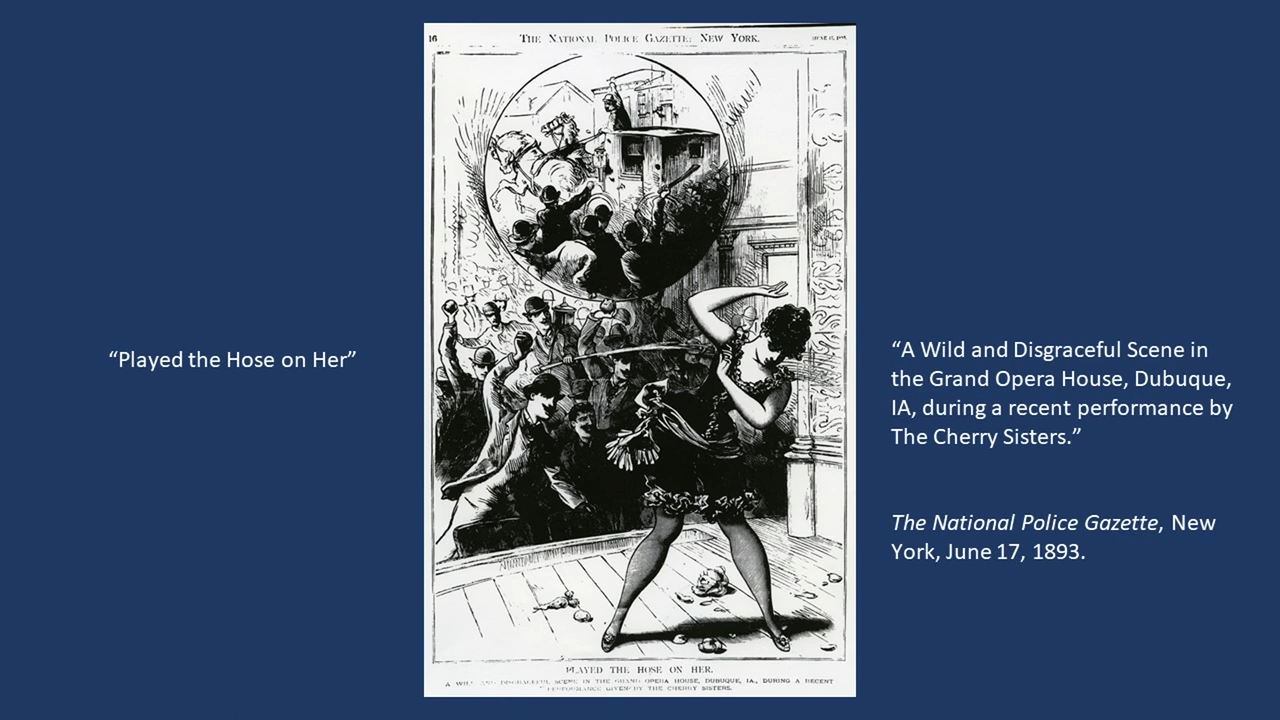 16
THE NATIONAL POLICE GAZETTE: NEW YORK.
“Played the Hose on Her”
“A Wild and Disgraceful Scene in
the Grand Opera House, Dubuque,
IA, during a recent performance by
The Cherry Sisters.”
The National Police Gazette, New
York, June 17, 1893.
PLAYED THE HOSE ON HER.
A WILD AND DISGRACEFUL SCENE IN THE GRAND OPERA HOUSE, DUBUQUE, IA., DURING A RECENT
PERFORMANCE GIVEN BY THE CHERRY SISTERS.